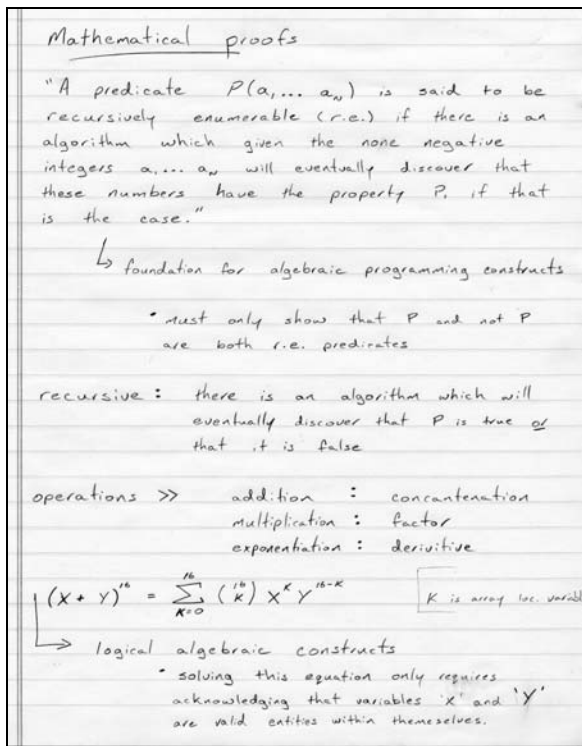 Mathematical proofs
"A predicate P(a, ... aₙ) is said to be
recursively enumerable (r.e.) if there is an
algorithm which given the none negative
integers a, ... aₙ will eventually discover that
these numbers have the property P, if that
is the case."
↳ foundation for algebraic programming constructs
• must only show that P and not P
are both r.e. predicates
recursive : there is an algorithm which will
eventually discover that P is true or
that it is false
operations >> addition : concantenation
multiplication : factor
exponentiation : derivitive
(X + Y)¹⁶ = 16 ∑ K=0 (16 K) X^K Y^16-K [K is array loc. variabl
↳ logical algebraic constructs
• solving this equation only requires
acknowledging that variables 'X' and 'Y'
are valid entities within themeselves.